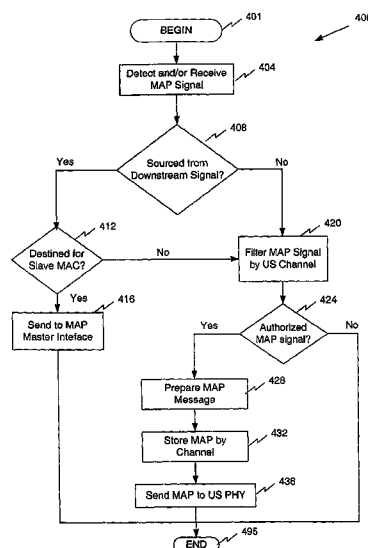 BEGIN
401
400
Detect and/or Receive
MAP Signal
404
408
Sourced from
Downstream Signal?
Yes
No
412
Destined for
Slave MAC?
No
420
Filter MAP Signal
by US Channel
Yes
416
Send to MAP
Master Inteface
424
Authorized
MAP signal?
Yes
No
Prepare MAP
Message
428
Store MAP by
Channel
432
Send MAP to US PHY
436
END
495